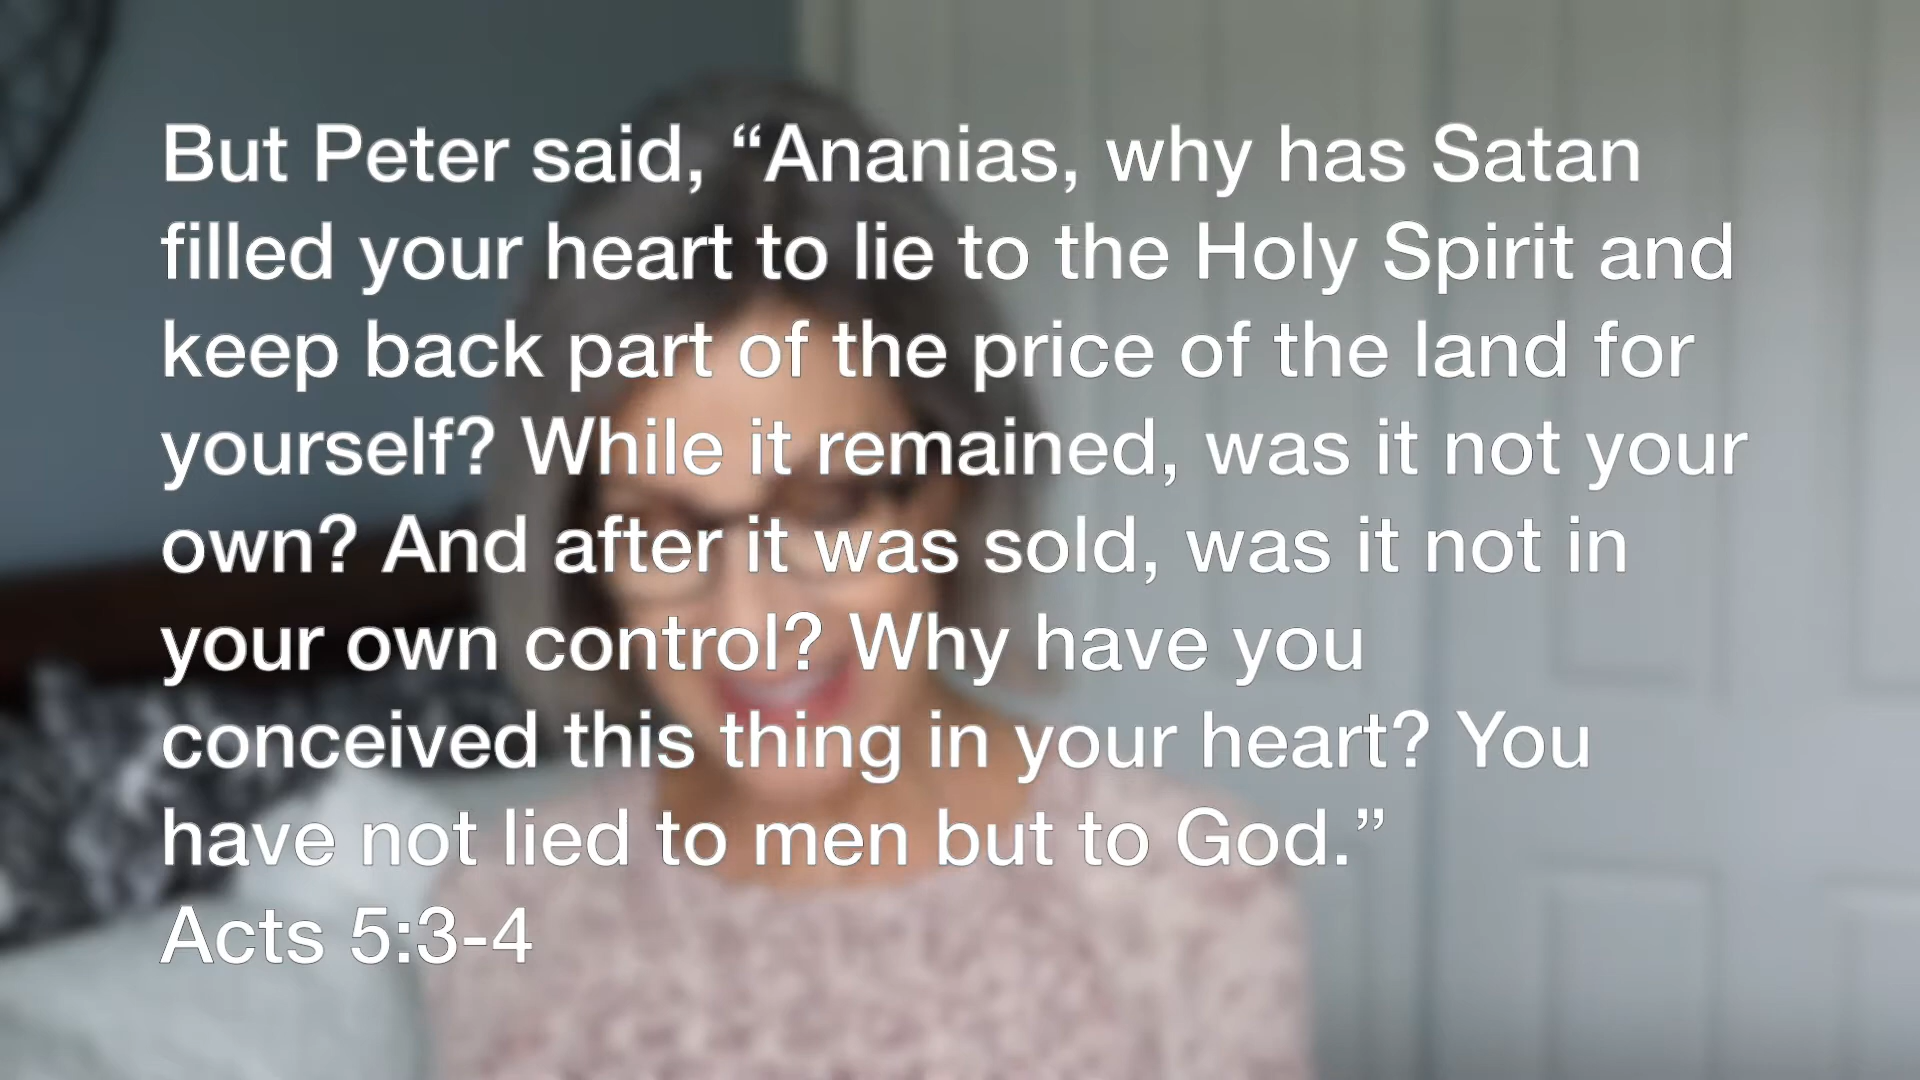 But Peter said, “Ananias, why has Satan
filled your heart to lie to the Holy Spirit and
keep back part of the price of the land for
yourself? While it remained, was it not your
own? And after it was sold, was it not in
your own control? Why have you
conceived this thing in your heart? You
have not lied to men but to God.”
Acts 5:3-4